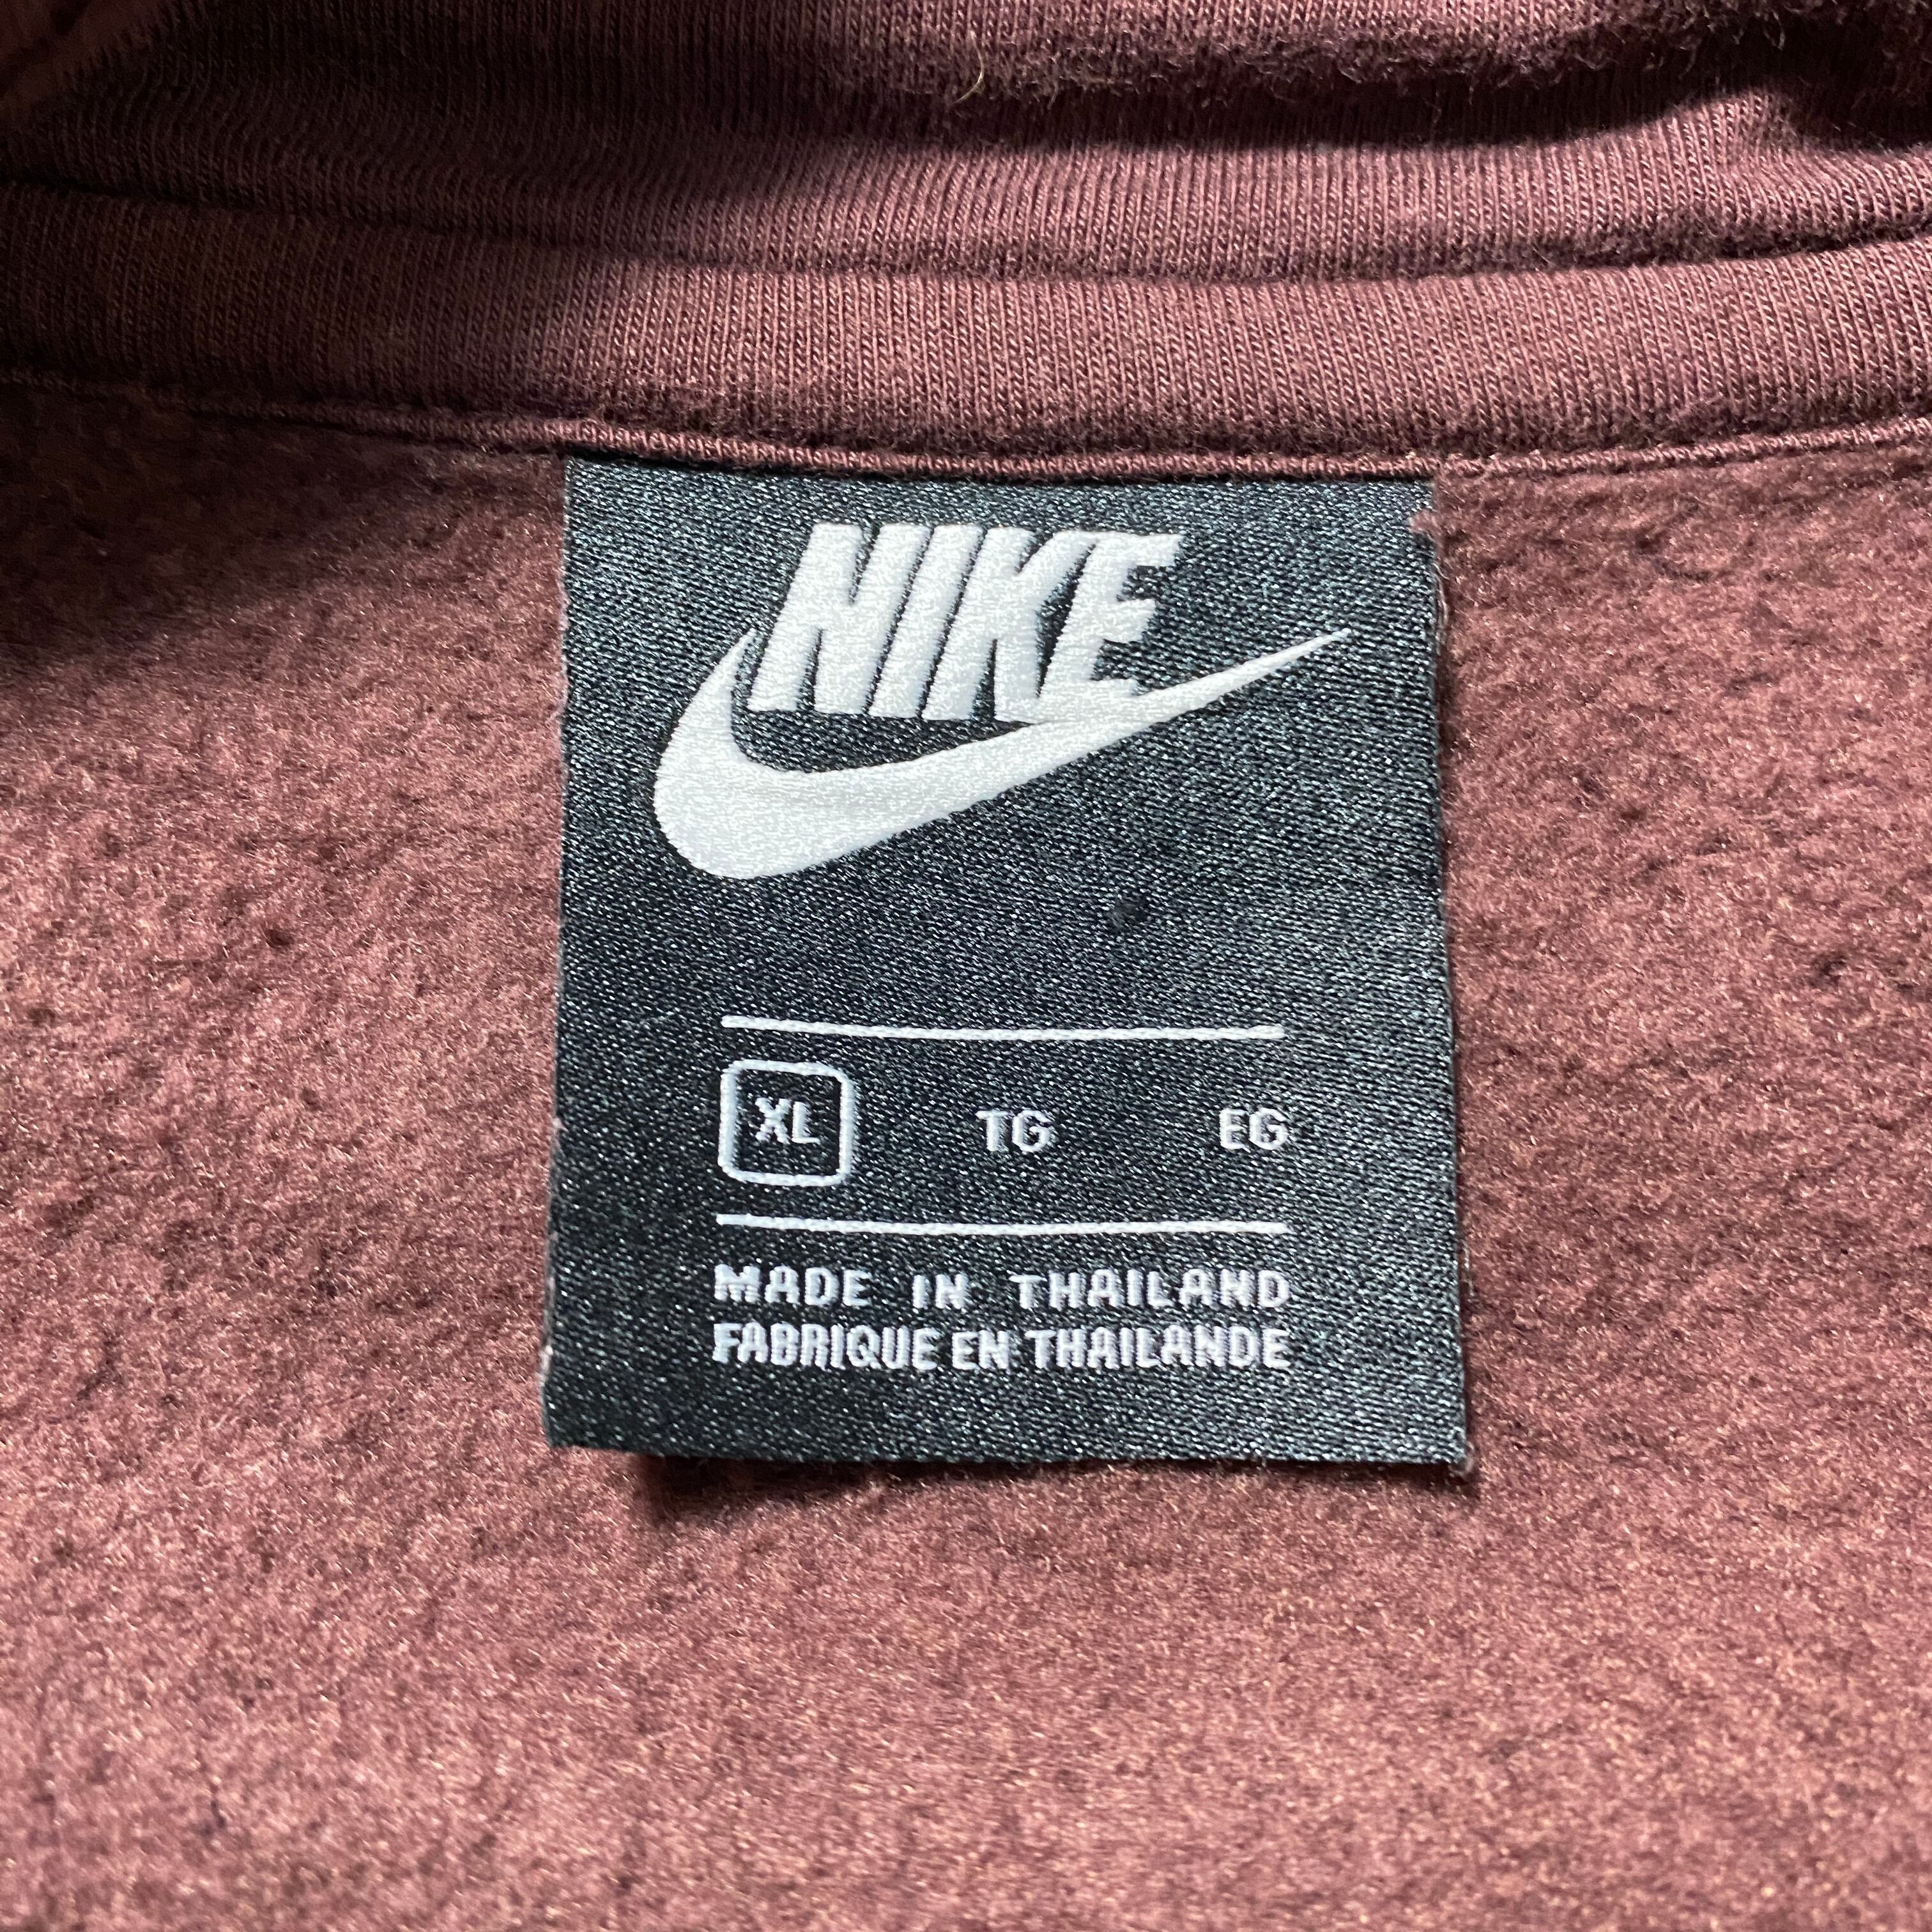 NIKE
XL TG EG
MADE IN THAILAND
FABRIQUE EN THAILANDE